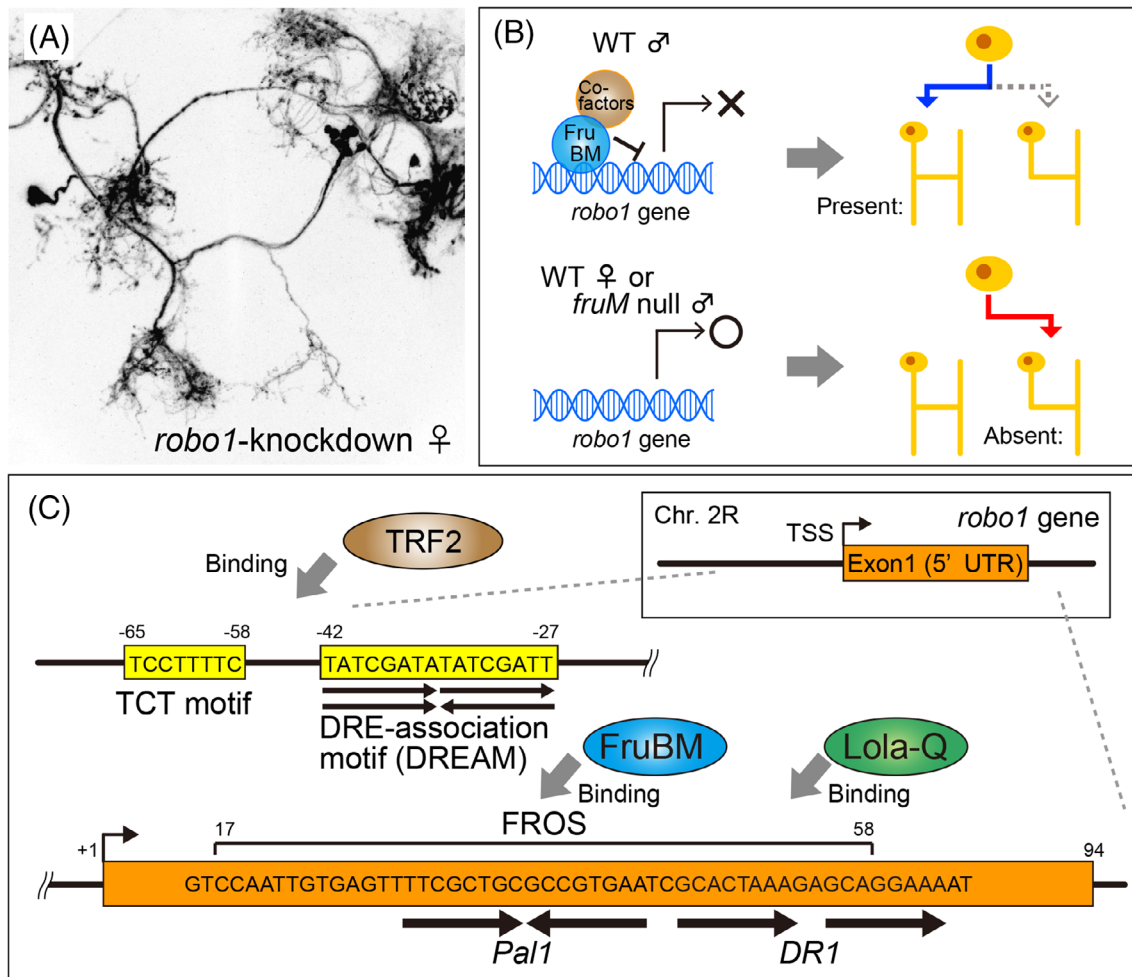 (A)
robo1-knockdown ♀
(B)
WT ♂
Co-
factors
Fru
BM
robo1 gene
Present:
WT ♀ or
fruM null ♂
robo1 gene
Absent:
(C)
TRF2
Binding
Chr. 2R
robo1 gene
TSS
Exon1 (5' UTR)
-65 -58 -42 -27
TCCTTTTC TATCGATATATCGATT
TCT motif
DRE-association
motif (DREAM)
FruBM
Lola-Q
Binding
Binding
FROS
17 58
+1 94
GTCCAATTGTGAGTTTTCGCTGCGCCGTGAATCGCACTAAAGAGCAGGAAAAT
Pal1 DR1